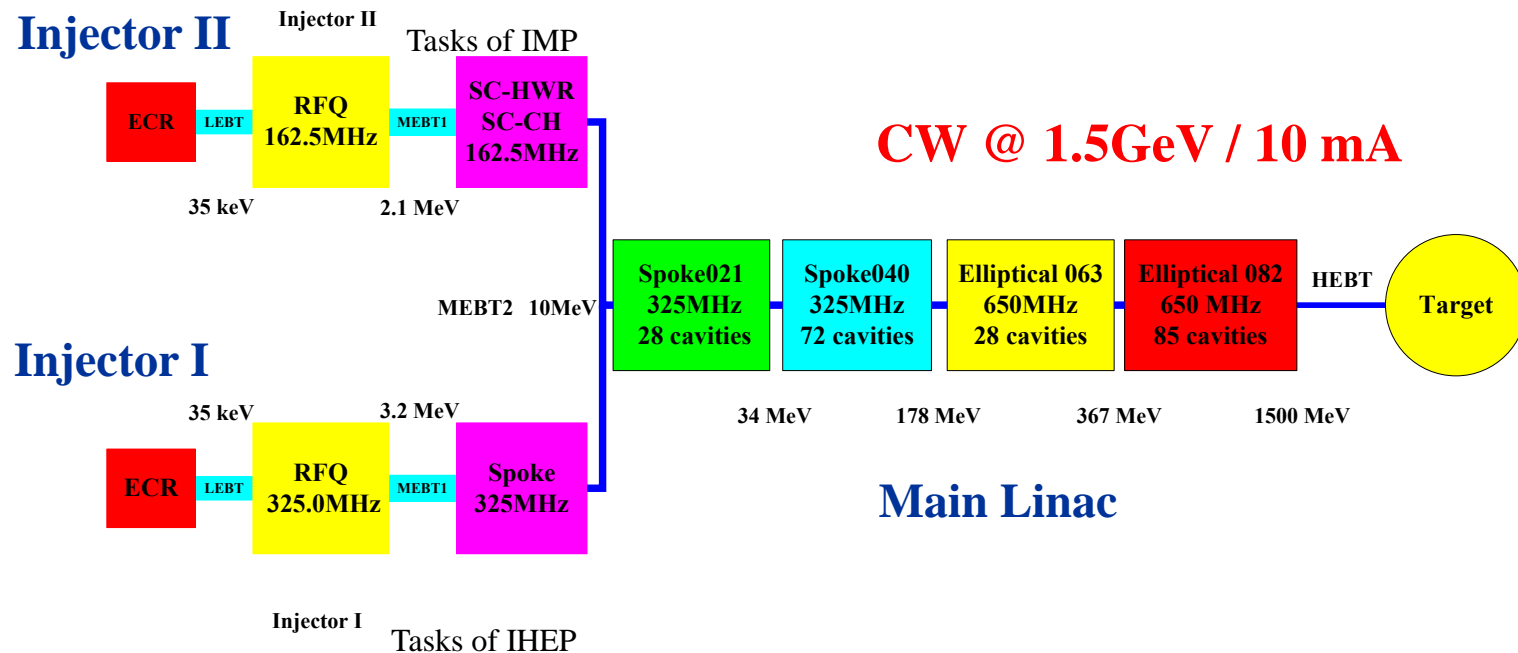 Injector II
Injector II
Tasks of IMP
ECR
LEBT
RFQ
162.5MHz
MEBT1
SC-HWR
SC-CH
162.5MHz
35 keV
2.1 MeV
CW @ 1.5GeV / 10 mA
MEBT2 10MeV
Spoke021
325MHz
28 cavities
Spoke040
325MHz
72 cavities
Elliptical 063
650MHz
28 cavities
Elliptical 082
650 MHz
85 cavities
HEBT
Target
34 MeV
178 MeV
367 MeV
1500 MeV
Main Linac
Injector I
35 keV
3.2 MeV
ECR
LEBT
RFQ
325.0MHz
MEBT1
Spoke
325MHz
Injector I
Tasks of IHEP